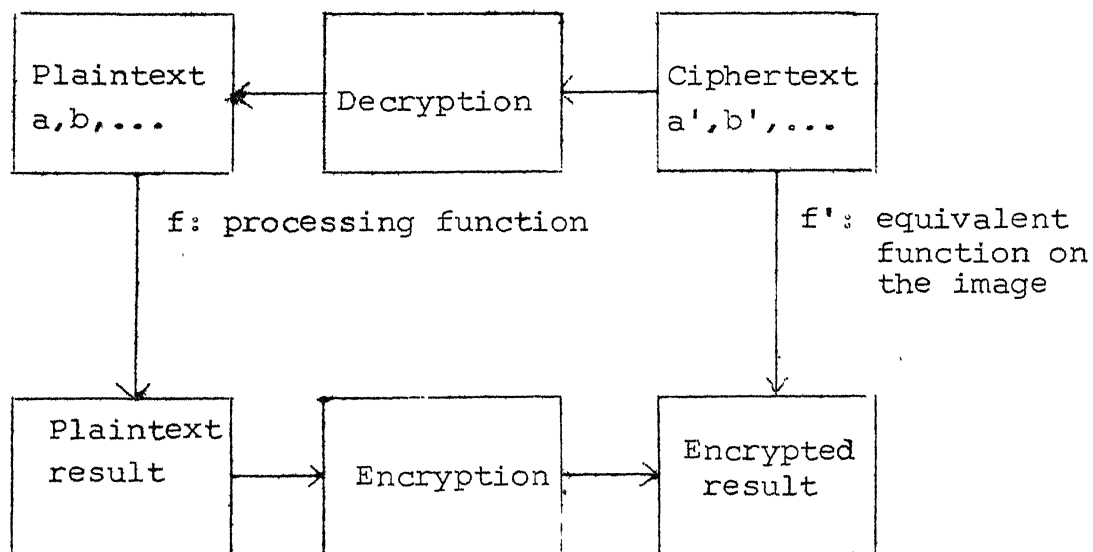 Plaintext
a,b,...
Decryption
Ciphertext
a',b',...
f: processing function
f': equivalent
function on
the image
Plaintext
result
Encryption
Encrypted
result